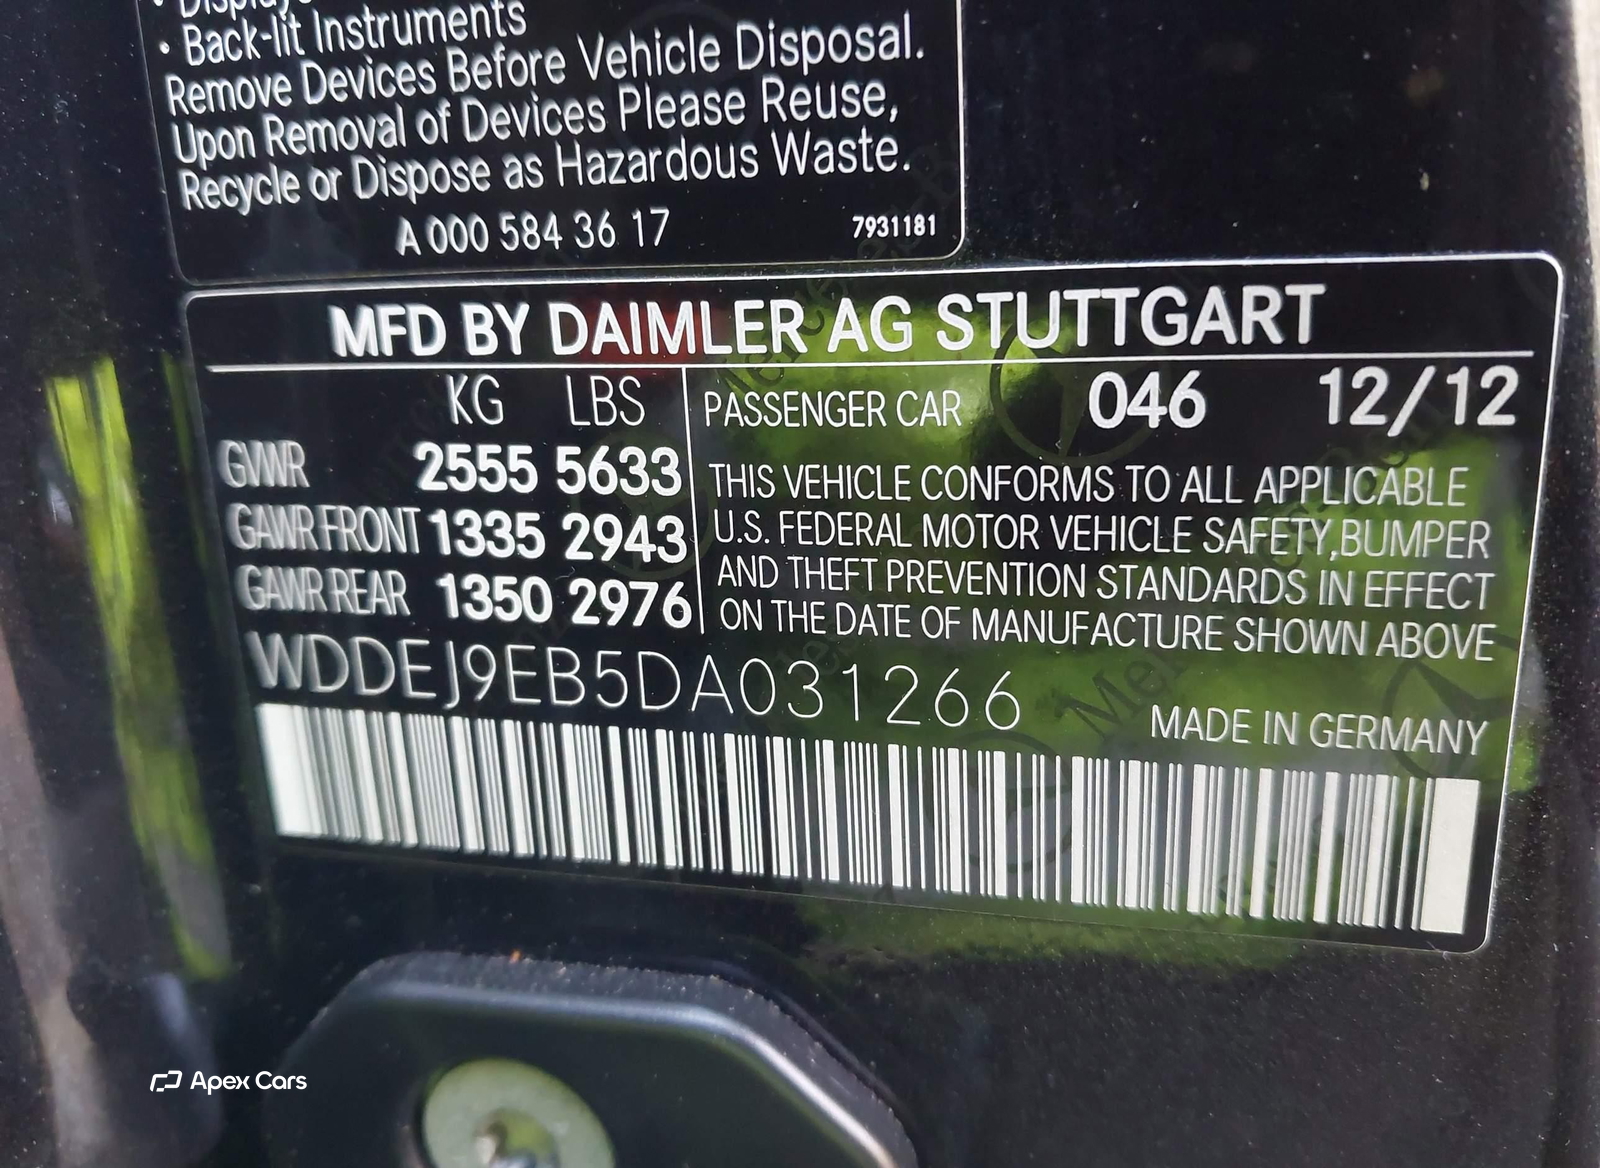 • Back-lit Instruments
Remove Devices Before Vehicle Disposal.
Upon Removal of Devices Please Reuse,
Recycle or Dispose as Hazardous Waste.
A 000 584 36 17 7931181
MFD BY DAIMLER AG STUTTGART
KG LBS
PASSENGER CAR 046 12/12
GVWR 2555 5633
GAWR FRONT 1335 2943
GAWR REAR 1350 2976
THIS VEHICLE CONFORMS TO ALL APPLICABLE
U.S. FEDERAL MOTOR VEHICLE SAFETY,BUMPER
AND THEFT PREVENTION STANDARDS IN EFFECT
ON THE DATE OF MANUFACTURE SHOWN ABOVE
WDDEJ9EB5DA031266
MADE IN GERMANY
Apex Cars